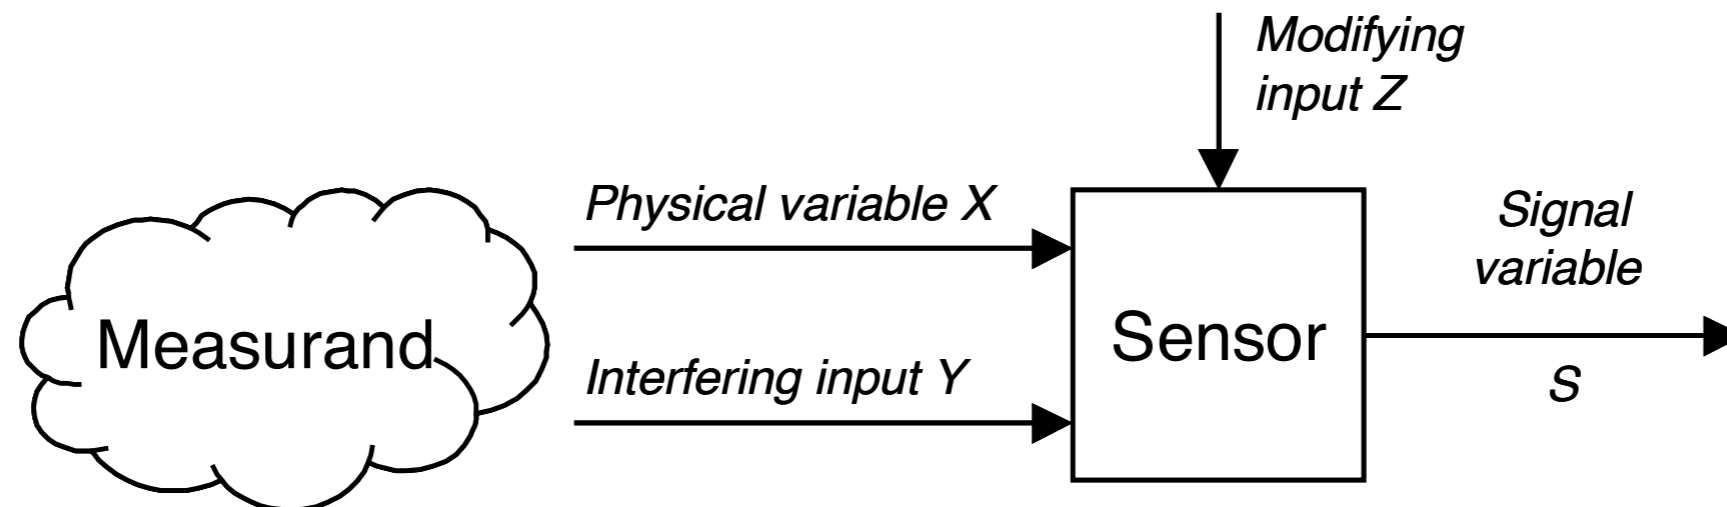 Modifying
input Z
Physical variable X
Measurand
Interfering input Y
Sensor
Signal
variable
S